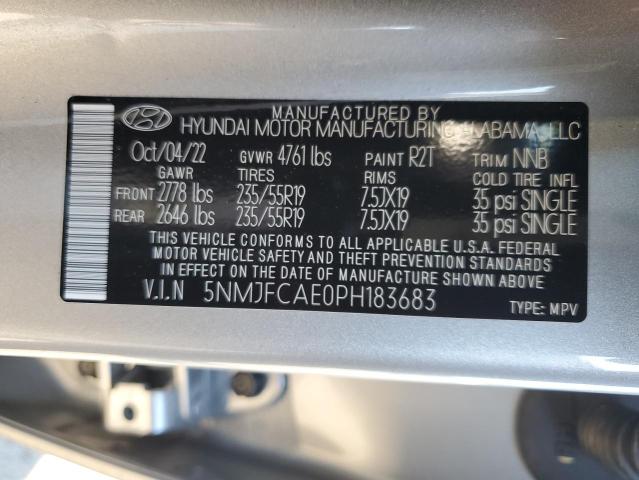 MANUFACTURED BY
HYUNDAI MOTOR MANUFACTURING ALABAMA, LLC
Oct/04/22 GVWR 4761 lbs PAINT R2T TRIM NNB
GAWR TIRES RIMS COLD TIRE INFL
FRONT 2778 lbs 235/55R19 7.5JX19 35 psi SINGLE
REAR 2646 lbs 235/55R19 7.5JX19 35 psi SINGLE
THIS VEHICLE CONFORMS TO ALL APPLICABLE U.S.A. FEDERAL
MOTOR VEHICLE SAFETY AND THEFT PREVENTION STANDARDS
IN EFFECT ON THE DATE OF MANUFACTURE SHOWN ABOVE
V.I.N 5NMJFCAE0PH183683 TYPE: MPV